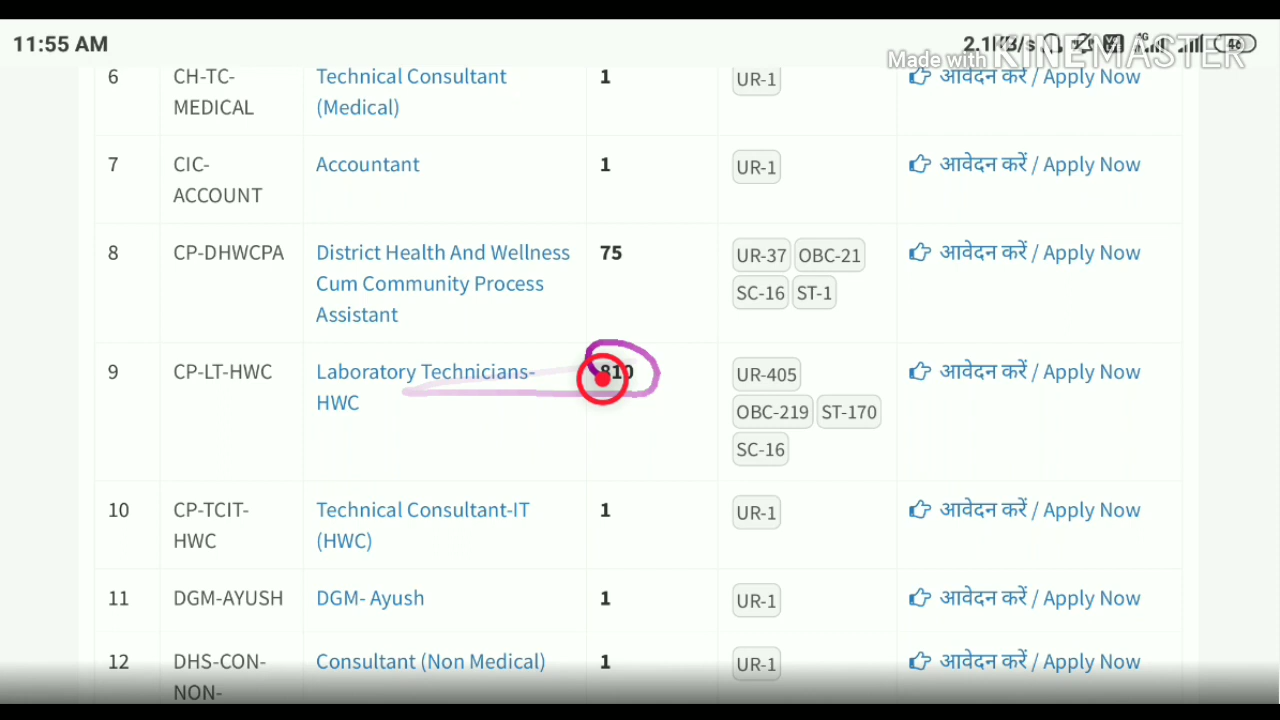 11:55 AM
2.1KB/s
46
Made with KINEMASTER
6 CH-TC- Technical Consultant 1 UR-1 आवेदन करें / Apply Now
MEDICAL (Medical)
7 CIC- Accountant 1 UR-1 आवेदन करें / Apply Now
ACCOUNT
8 CP-DHWCPA District Health And Wellness 75 UR-37 OBC-21 आवेदन करें / Apply Now
Cum Community Process SC-16 ST-1
Assistant
9 CP-LT-HWC Laboratory Technicians- 810 UR-405 आवेदन करें / Apply Now
HWC OBC-219 ST-170
SC-16
10 CP-TCIT- Technical Consultant-IT 1 UR-1 आवेदन करें / Apply Now
HWC (HWC)
11 DGM-AYUSH DGM- Ayush 1 UR-1 आवेदन करें / Apply Now
12 DHS-CON- Consultant (Non Medical) 1 UR-1 आवेदन करें / Apply Now
NON-